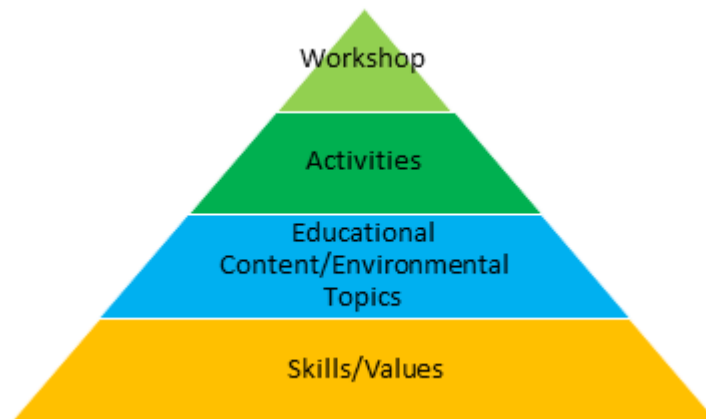 Workshop
Activities
Educational
Content/Environmental
Topics
Skills/Values